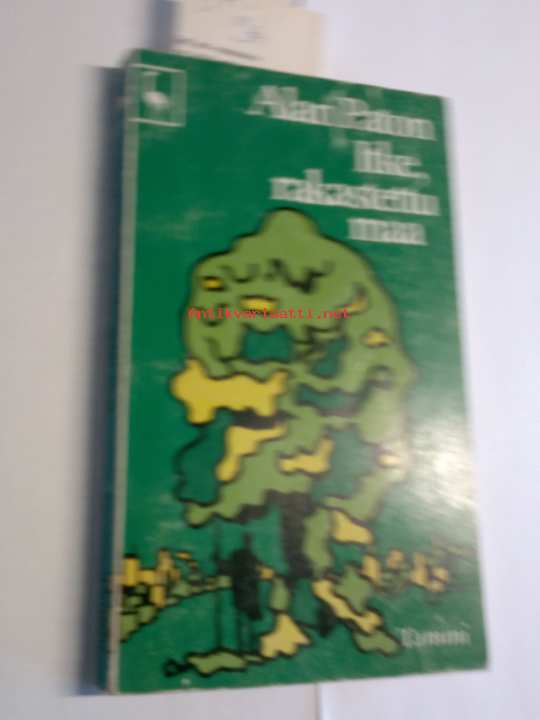 Alan Paton
Itke,
rakastettu
maa
Antikvariaatti.net
Tammi